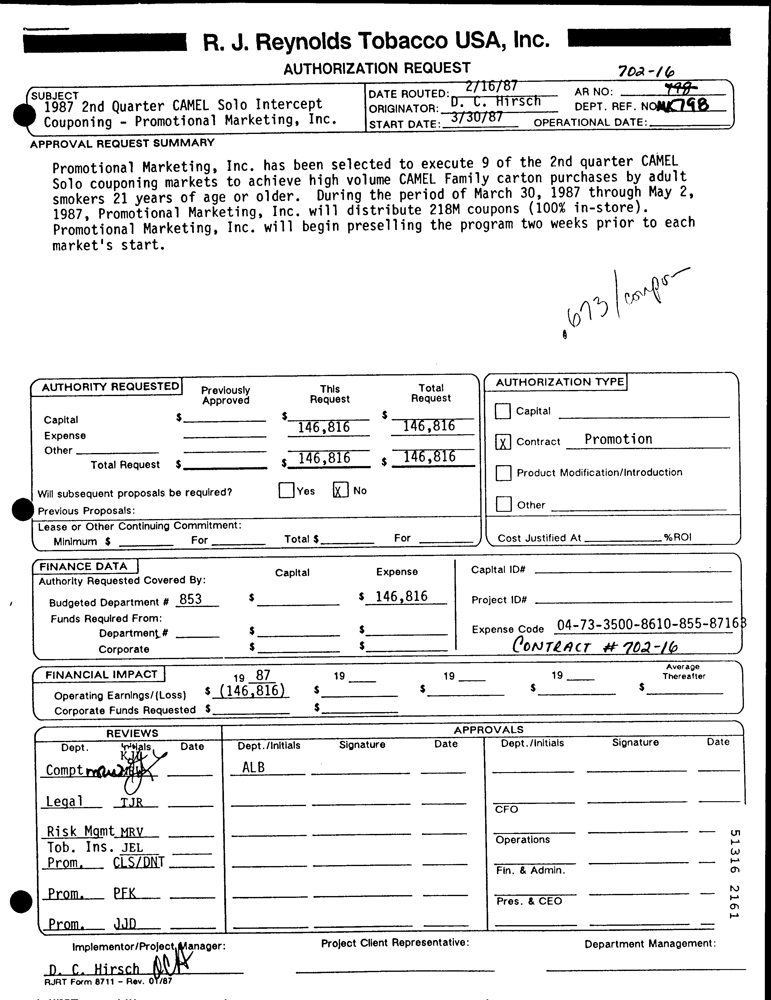 R. J. Reynolds Tobacco USA, Inc.
AUTHORIZATION REQUEST
702-16
SUBJECT
1987 2nd Quarter CAMEL Solo Intercept
Couponing - Promotional Marketing, Inc.
DATE ROUTED: 2/16/87
ORIGINATOR: D. C. Hirsch
START DATE: 3/30/87
AR NO: 798
DEPT. REF. NO. 798
OPERATIONAL DATE:
APPROVAL REQUEST SUMMARY
Promotional Marketing, Inc. has been selected to execute 9 of the 2nd quarter CAMEL
Solo couponing markets to achieve high volume CAMEL Family carton purchases by adult
smokers 21 years of age or older. During the period of March 30, 1987 through May 2,
1987, Promotional Marketing, Inc. will distribute 218M coupons (100% in-store).
Promotional Marketing, Inc. will begin preselling the program two weeks prior to each
market's start.
.673/coupon
AUTHORITY REQUESTED
Previously Approved
This Request
Total Request
Capital $ $ $
Expense 146,816 146,816
Other
Total Request $ $ 146,816 $ 146,816
Will subsequent proposals be required? Yes X No
Previous Proposals:
Lease or Other Continuing Commitment:
Minimum $ For Total $ For
AUTHORIZATION TYPE
Capital
X Contract Promotion
Product Modification/Introduction
Other
Cost Justified At %ROI
FINANCE DATA
Capital Expense
Authority Requested Covered By:
Budgeted Department # 853 $ $ 146,816
Funds Required From:
Department # $ $
Corporate $ $
Capital ID#
Project ID#
Expense Code 04-73-3500-8610-855-87168
CONTRACT # 702-16
FINANCIAL IMPACT
19 87 19 19 19 Average Thereafter
Operating Earnings/(Loss) $ (146,816) $ $ $ $
Corporate Funds Requested $ $
REVIEWS
APPROVALS
Dept. Initials Date Dept./Initials Signature Date Dept./Initials Signature Date
Compt KJA ALB
Legal TJR
CFO
Risk Mgmt MRV
Tob. Ins. JEL
Operations
Prom. CLS/DNT
Fin. & Admin.
Prom. PFK
Pres. & CEO
Prom. JJD
51316 2161
Implementor/Project Manager: Project Client Representative: Department Management:
D. C. Hirsch DCH
RJRT Form 8711 - Rev. 01/87